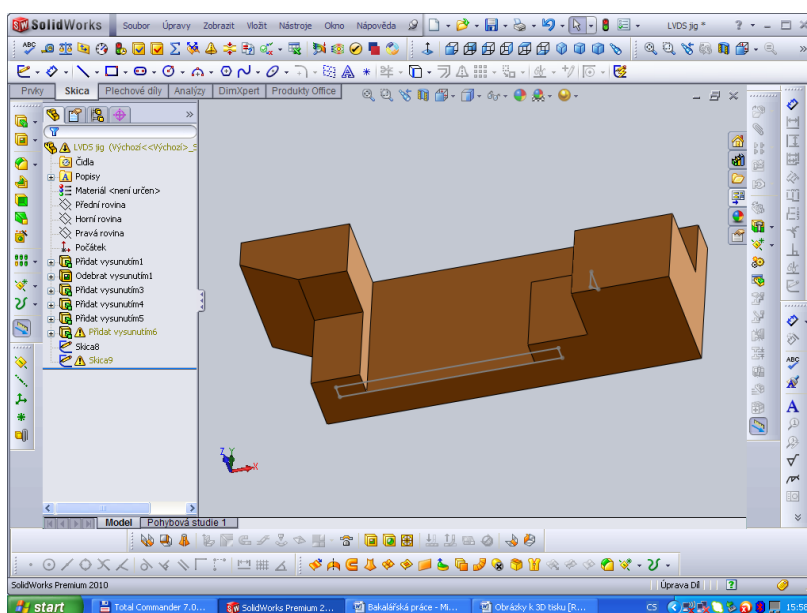 SolidWorks Soubor Úpravy Zobrazit Vložit Nástroje Okno Nápověda LVDS jig * ?
Prvky Skica Plechové díly Analýzy DimXpert Produkty Office
LVDS jig (Výchozí<<Výchozí>_S
Čidla
Popisy
Materiál <není určen>
Přední rovina
Horní rovina
Pravá rovina
Počátek
Přidat vysunutím1
Odebrat vysunutím1
Přidat vysunutím3
Přidat vysunutím4
Přidat vysunutím5
Přidat vysunutím6
Skica8
Skica9
Z Y X
Model Pohybová studie 1
SolidWorks Premium 2010 Úprava Díl
start Total Commander 7.0... SolidWorks Premium 2... Bakalářská práce - Mi... Obrázky k 3D tisku [R... CS 15:58